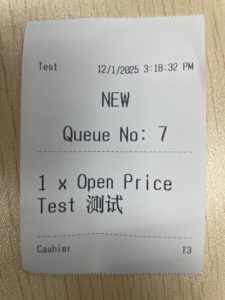 Test 12/1/2025 3:18:32 PM
NEW
Queue No: 7
1 x Open Price
Test 测试
Cashier T3